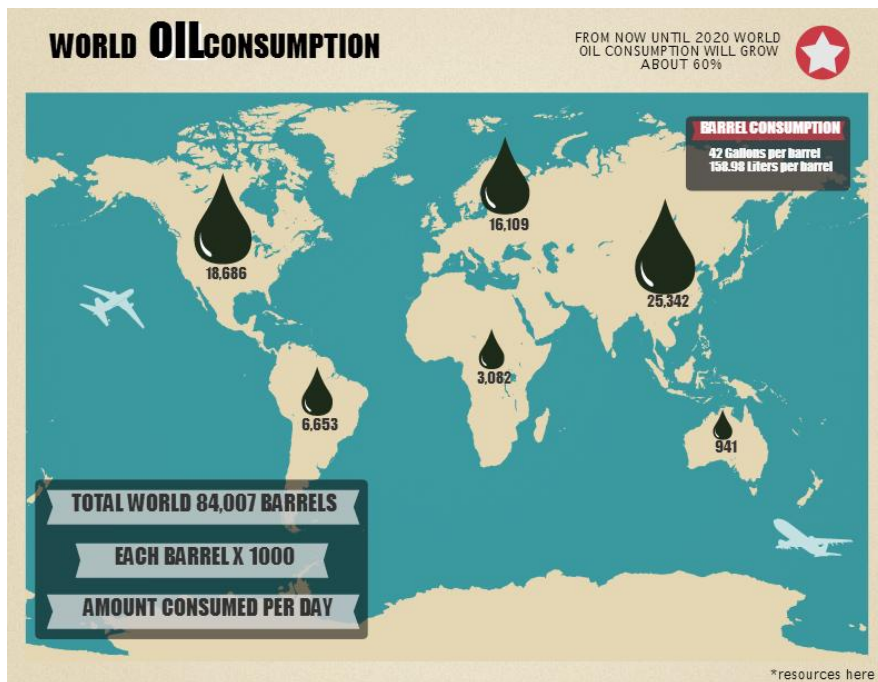 WORLD OIL CONSUMPTION
FROM NOW UNTIL 2020 WORLD
OIL CONSUMPTION WILL GROW
ABOUT 60%
BARREL CONSUMPTION
42 Gallons per barrel
158.98 Liters per barrel
16,109
18,686
25,342
3,082
6,653
941
TOTAL WORLD 84,007 BARRELS
EACH BARREL X 1000
AMOUNT CONSUMED PER DAY
*resources here